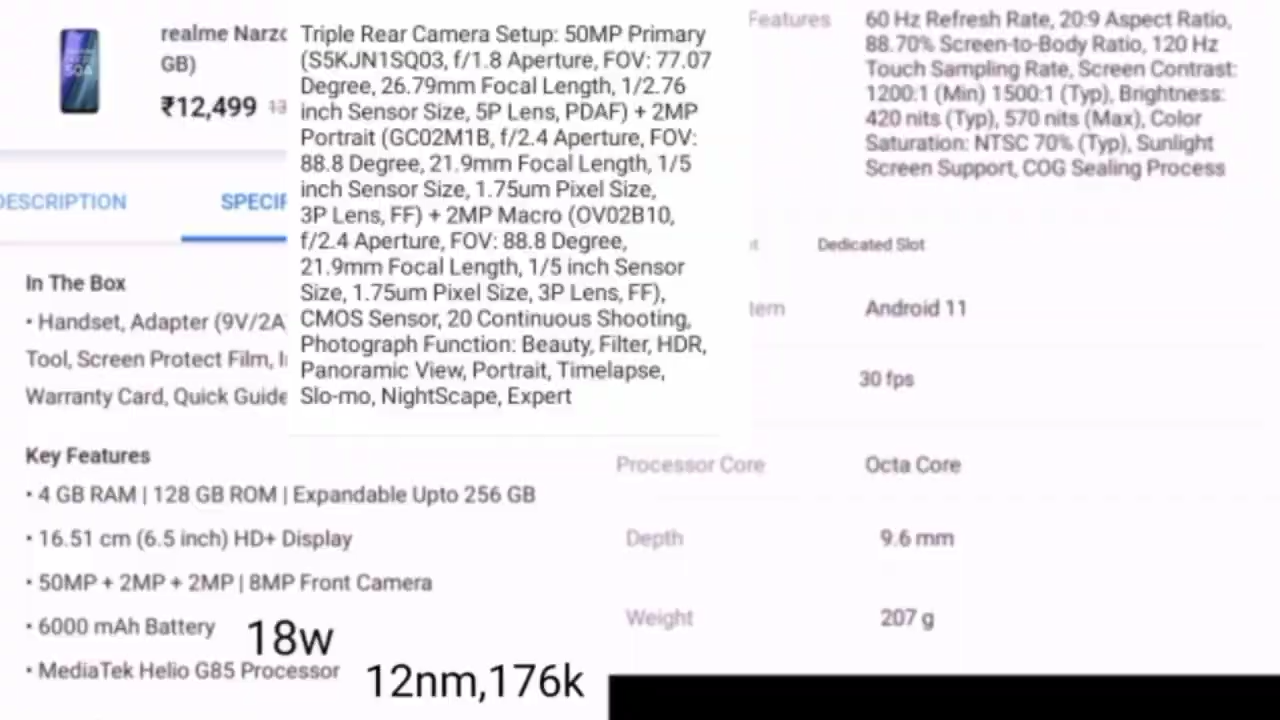 realme Narzo
GB)
₹12,499
50A
DESCRIPTION
SPECIF
In The Box
• Handset, Adapter (9V/2A
Tool, Screen Protect Film, I
Warranty Card, Quick Guide
Key Features
• 4 GB RAM | 128 GB ROM | Expandable Upto 256 GB
• 16.51 cm (6.5 inch) HD+ Display
• 50MP + 2MP + 2MP | 8MP Front Camera
• 6000 mAh Battery
18w
• MediaTek Helio G85 Processor
12nm,176k
Triple Rear Camera Setup: 50MP Primary
(S5KJN1SQ03, f/1.8 Aperture, FOV: 77.07
Degree, 26.79mm Focal Length, 1/2.76
inch Sensor Size, 5P Lens, PDAF) + 2MP
Portrait (GC02M1B, f/2.4 Aperture, FOV:
88.8 Degree, 21.9mm Focal Length, 1/5
inch Sensor Size, 1.75um Pixel Size,
3P Lens, FF) + 2MP Macro (OV02B10,
f/2.4 Aperture, FOV: 88.8 Degree,
21.9mm Focal Length, 1/5 inch Sensor
Size, 1.75um Pixel Size, 3P Lens, FF),
CMOS Sensor, 20 Continuous Shooting,
Photograph Function: Beauty, Filter, HDR,
Panoramic View, Portrait, Timelapse,
Slo-mo, NightScape, Expert
Features
60 Hz Refresh Rate, 20:9 Aspect Ratio,
88.70% Screen-to-Body Ratio, 120 Hz
Touch Sampling Rate, Screen Contrast:
1200:1 (Min) 1500:1 (Typ), Brightness:
420 nits (Typ), 570 nits (Max), Color
Saturation: NTSC 70% (Typ), Sunlight
Screen Support, COG Sealing Process
Dedicated Slot
tem Android 11
30 fps
Processor Core Octa Core
Depth 9.6 mm
Weight 207 g